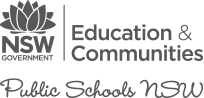 NSW
GOVERNMENT
Education &
Communities
Public Schools NSW